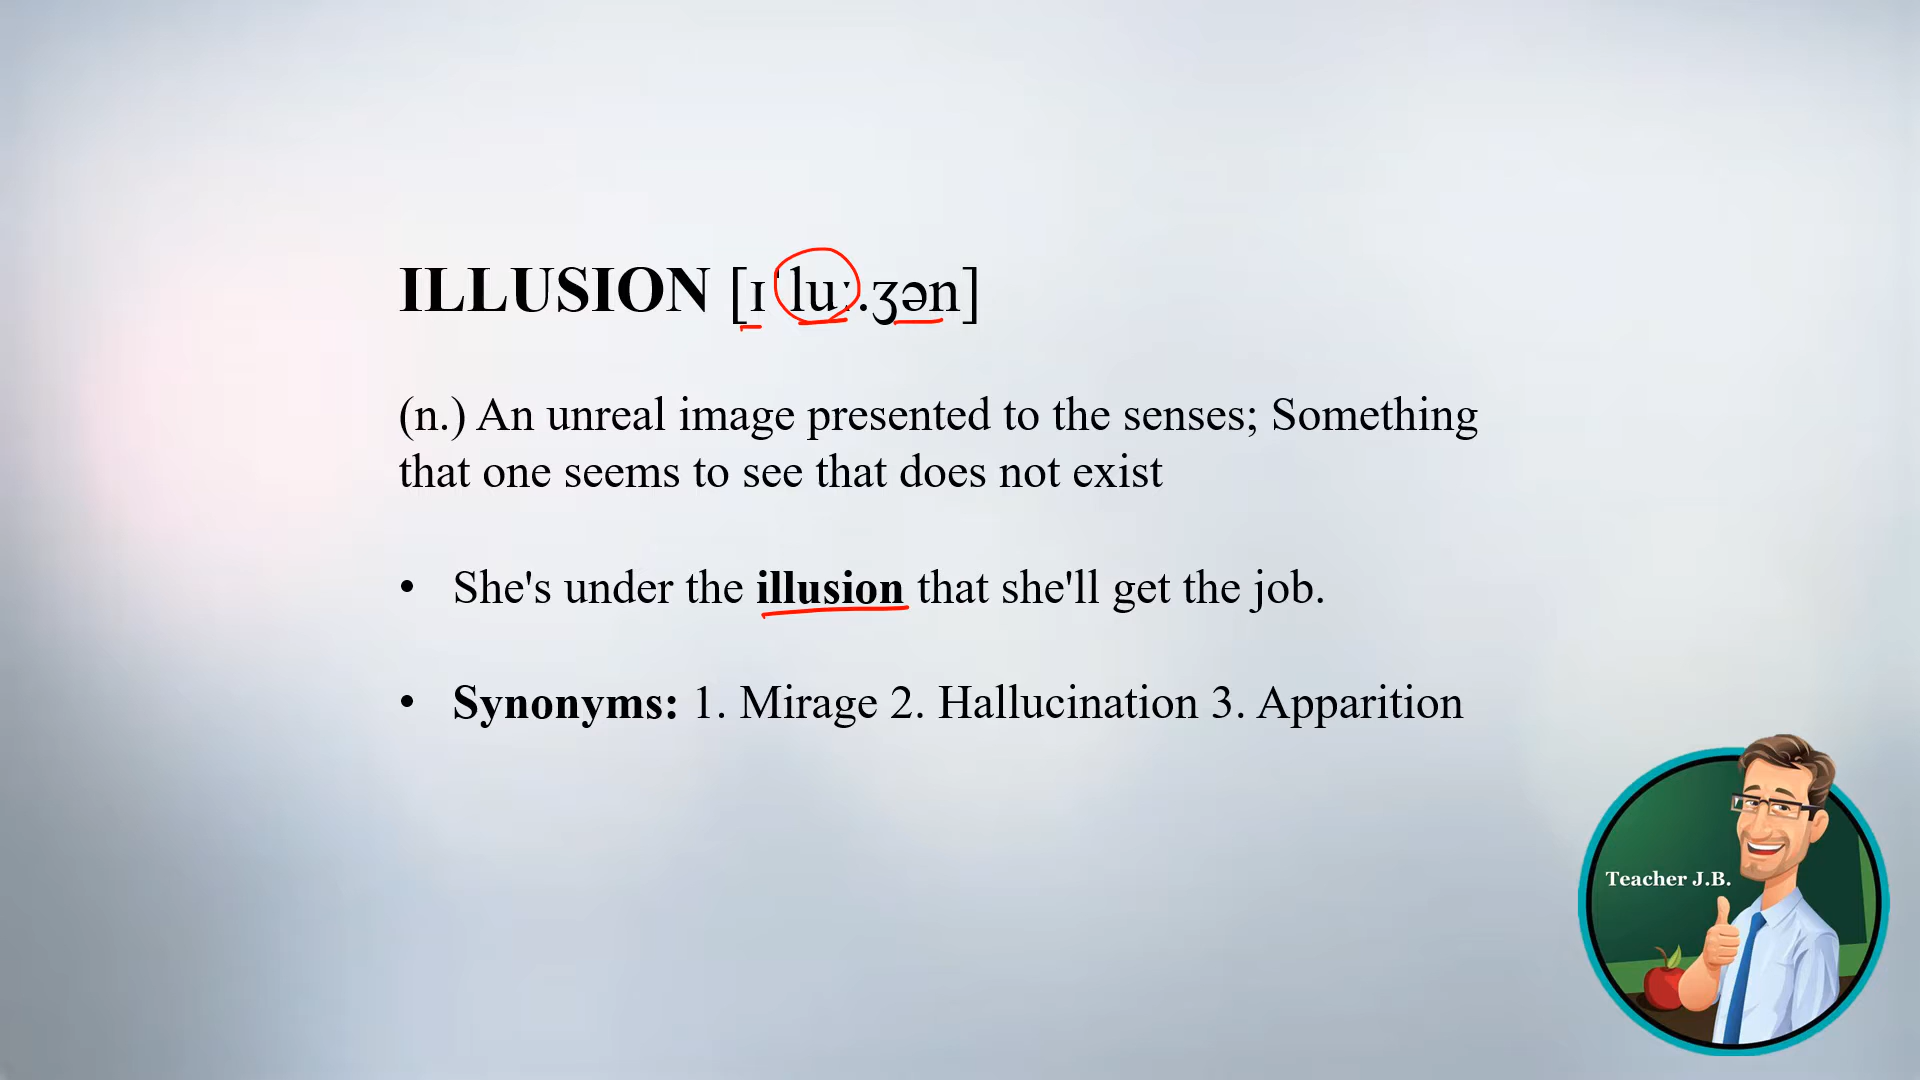 ILLUSION [ɪˈluː.ʒən]
(n.) An unreal image presented to the senses; Something
that one seems to see that does not exist
• She's under the illusion that she'll get the job.
• Synonyms: 1. Mirage 2. Hallucination 3. Apparition
Teacher J.B.